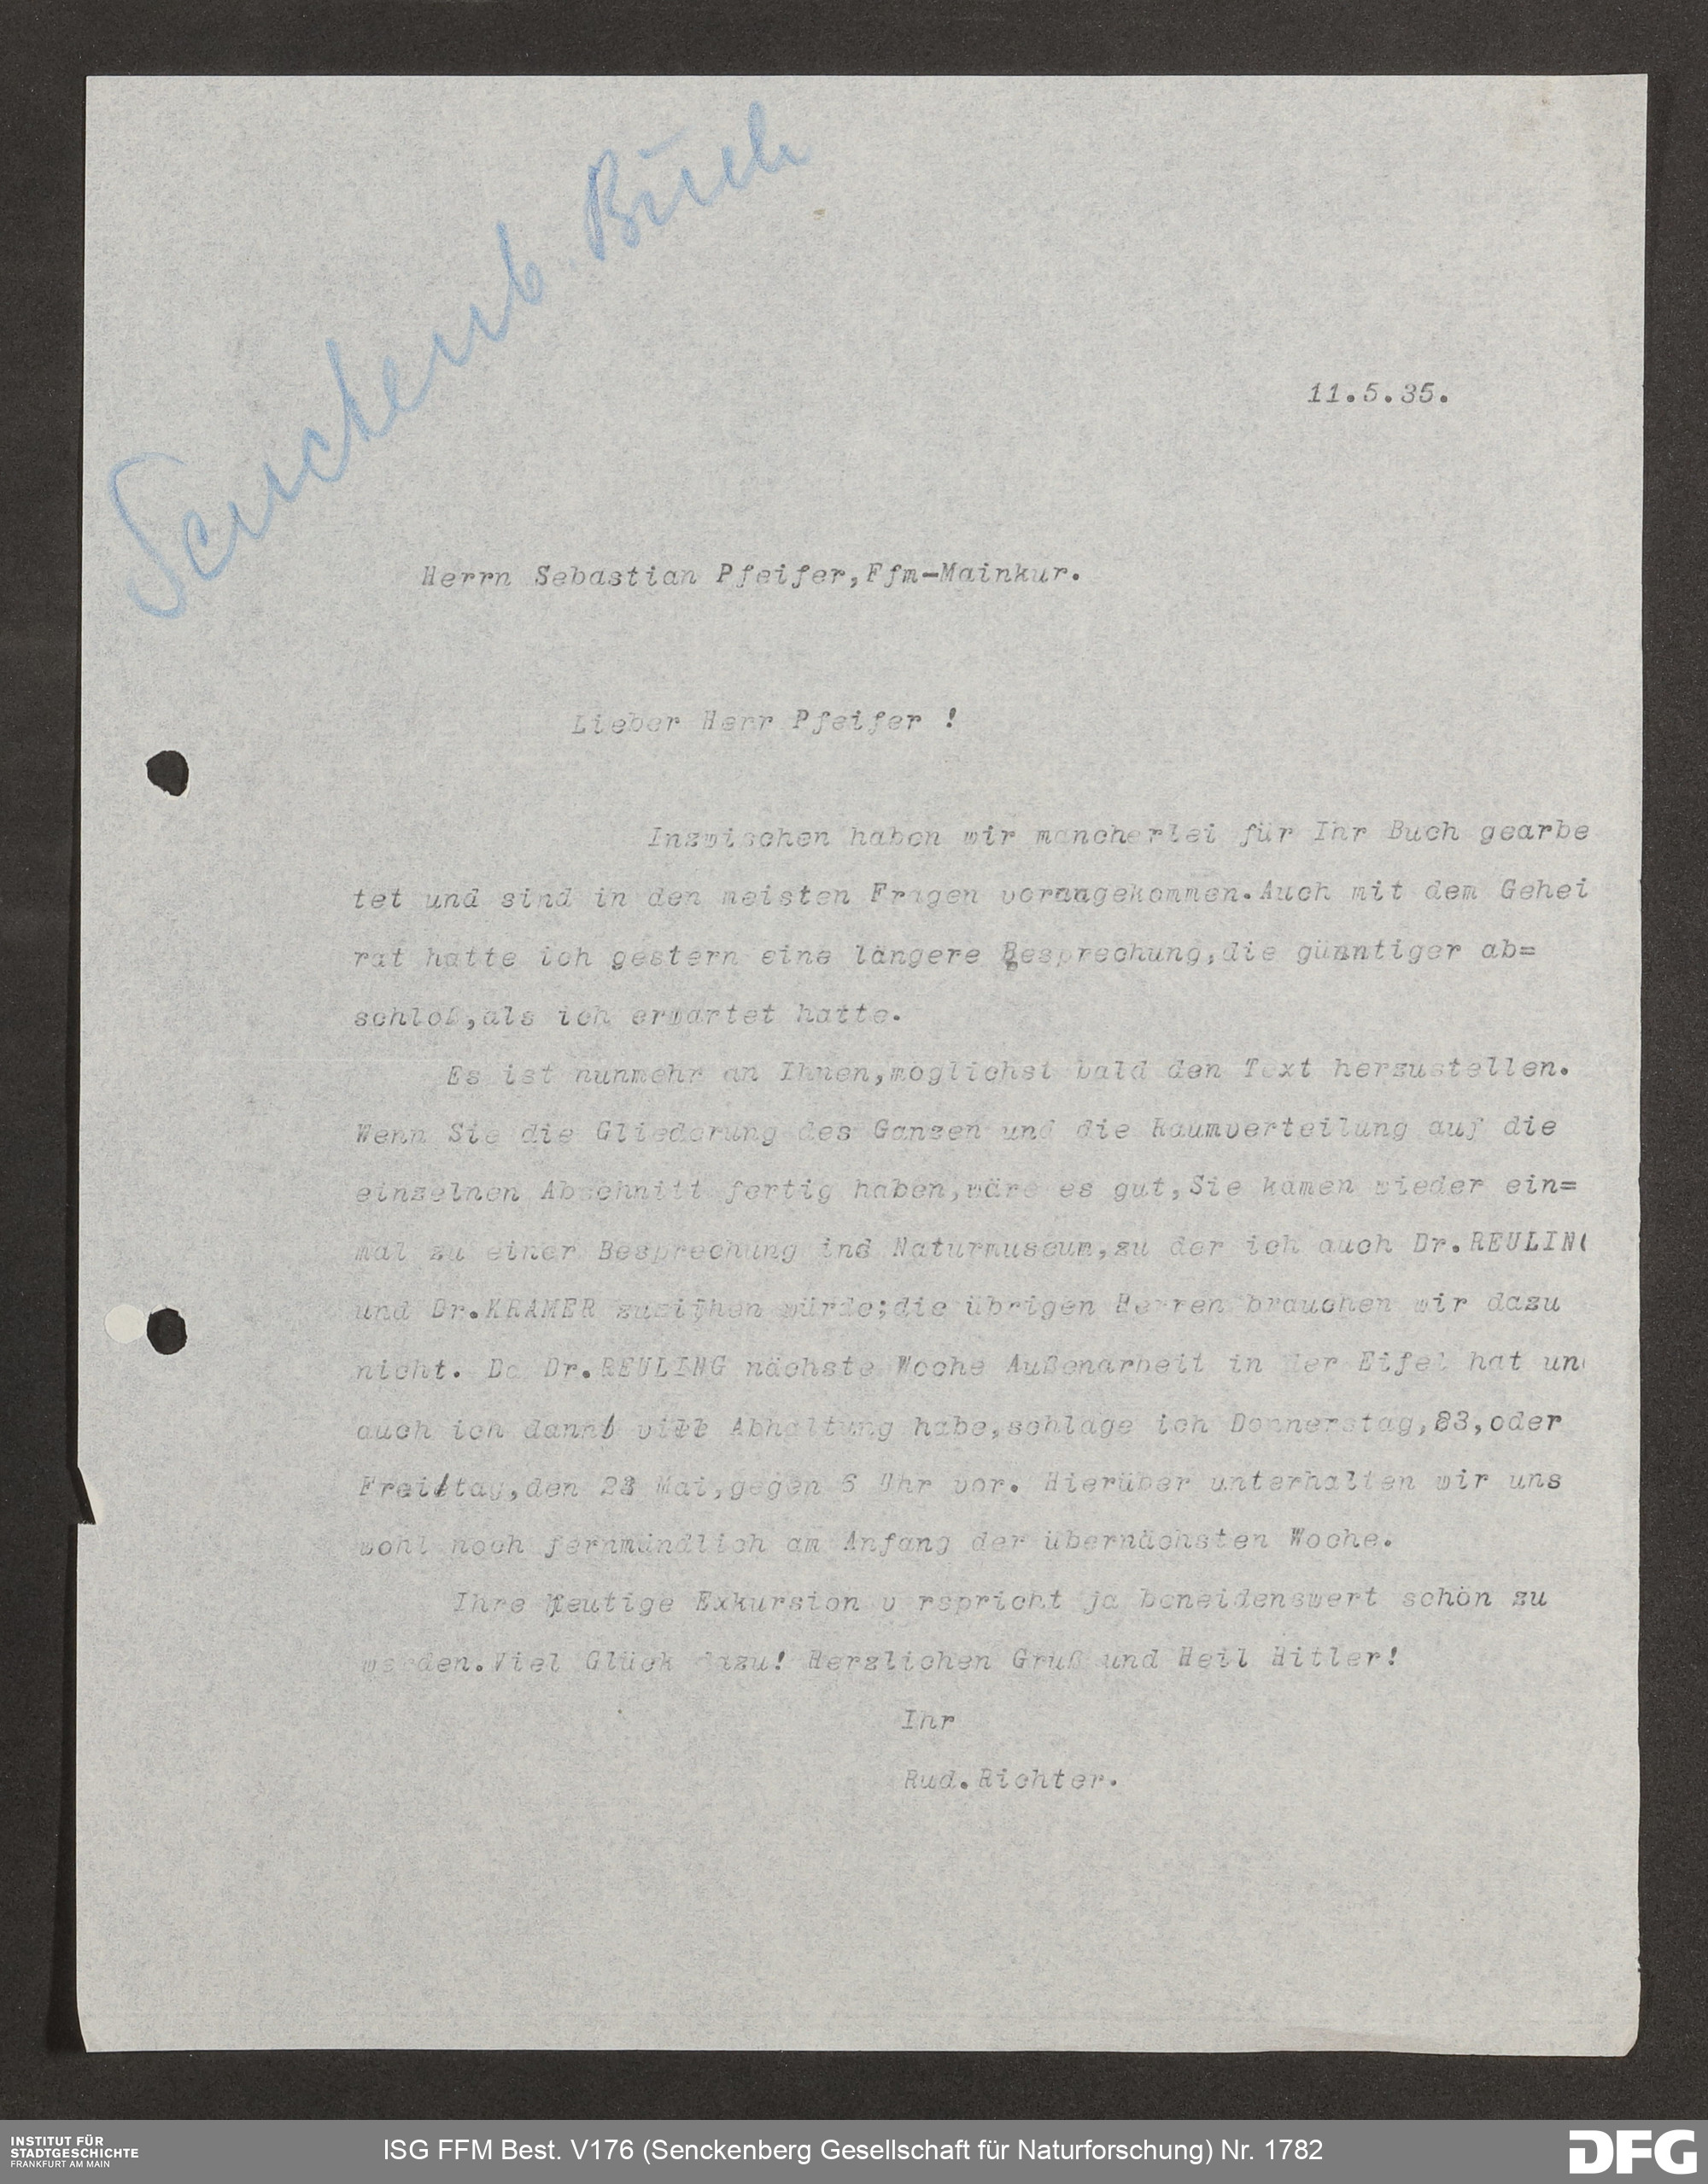 Senckenb. Buch
11.5.35.
Herrn Sebastian Pfeifer,Ffm-Mainkur.
Lieber Herr Pfeifer !
Inzwischen haben wir mancherlei für Ihr Buch gearbe
tet und sind in den meisten Fragen vorangekommen.Auch mit dem Gehei
rat hatte ich gestern eine längere Besprechung,die günntiger ab=
schloß,als ich erwartet hatte.
Es ist nunmehr an Ihnen,möglichst bald den Text herzustellen.
Wenn Sie die Gliederung des Ganzen und die Raumverteilung auf die
einzelnen Abschnitt fertig haben,wäre es gut,Sie kämen wieder ein=
mal zu einer Besprechung ins Naturmuseum,zu der ich auch Dr.REULING
und Dr.KRAMER würde;die übrigen Herren brauchen wir dazu
nicht. Da Dr.REULING nächste Woche Außenarbeit in der Eifel hat und
auch ich dann Abhaltung habe,schlage ich Donnerstag,23,oder
Freitag,den Mai,gegen 6 Uhr vor. Hierüber unterhalten wir uns
wohl noch fernmündlich am Anfang der übernächsten Woche.
Ihre heutige Exkursion v rspricht ja beneidenswert schön zu
werden.Viel Glück dazu! Herzlichen Gruß und Heil Hitler!
Ihr
Rud.Richter.
INSTITUT FÜR
STADTGESCHICHTE
FRANKFURT AM MAIN
ISG FFM Best. V176 (Senckenberg Gesellschaft für Naturforschung) Nr. 1782
DFG